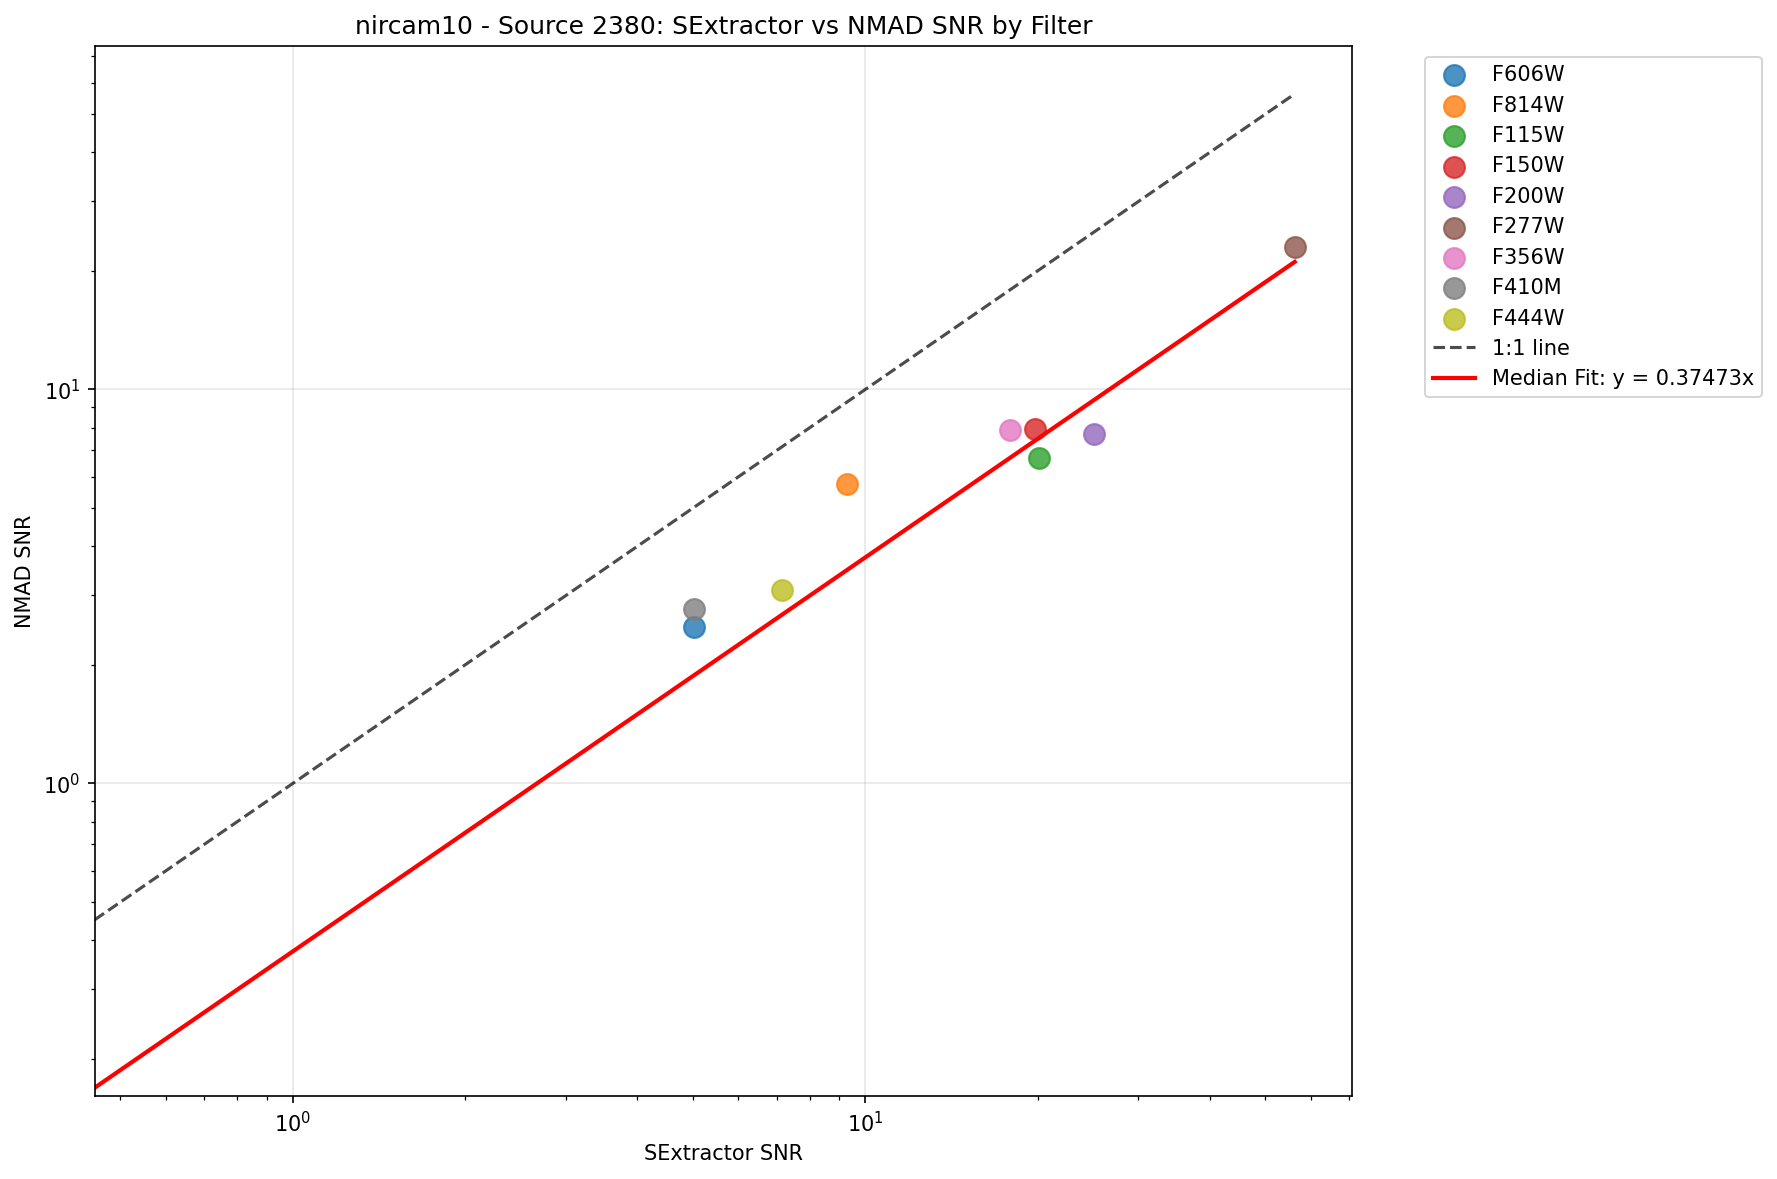 nircam10 - Source 2380: SExtractor vs NMAD SNR by Filter
F606W
F814W
F115W
F150W
F200W
F277W
F356W
F410M
F444W
1:1 line
Median Fit: y = 0.37473x
NMAD SNR
10¹
10⁰
10⁰
10¹
SExtractor SNR